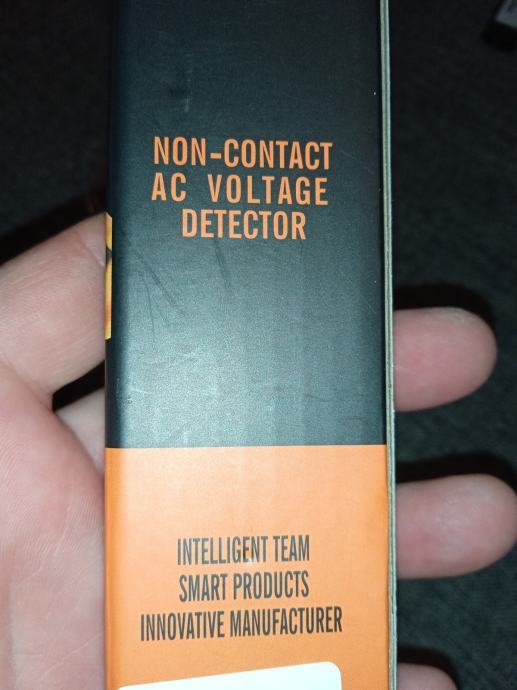 NON-CONTACT
AC VOLTAGE
DETECTOR
INTELLIGENT TEAM
SMART PRODUCTS
INNOVATIVE MANUFACTURER